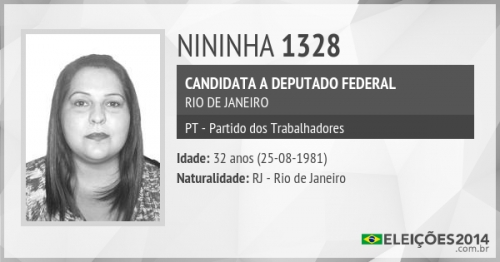 NININHA 1328
CANDIDATA A DEPUTADO FEDERAL
RIO DE JANEIRO
PT - Partido dos Trabalhadores
Idade: 32 anos (25-08-1981)
Naturalidade: RJ - Rio de Janeiro
ELEIÇÕES2014
.com.br